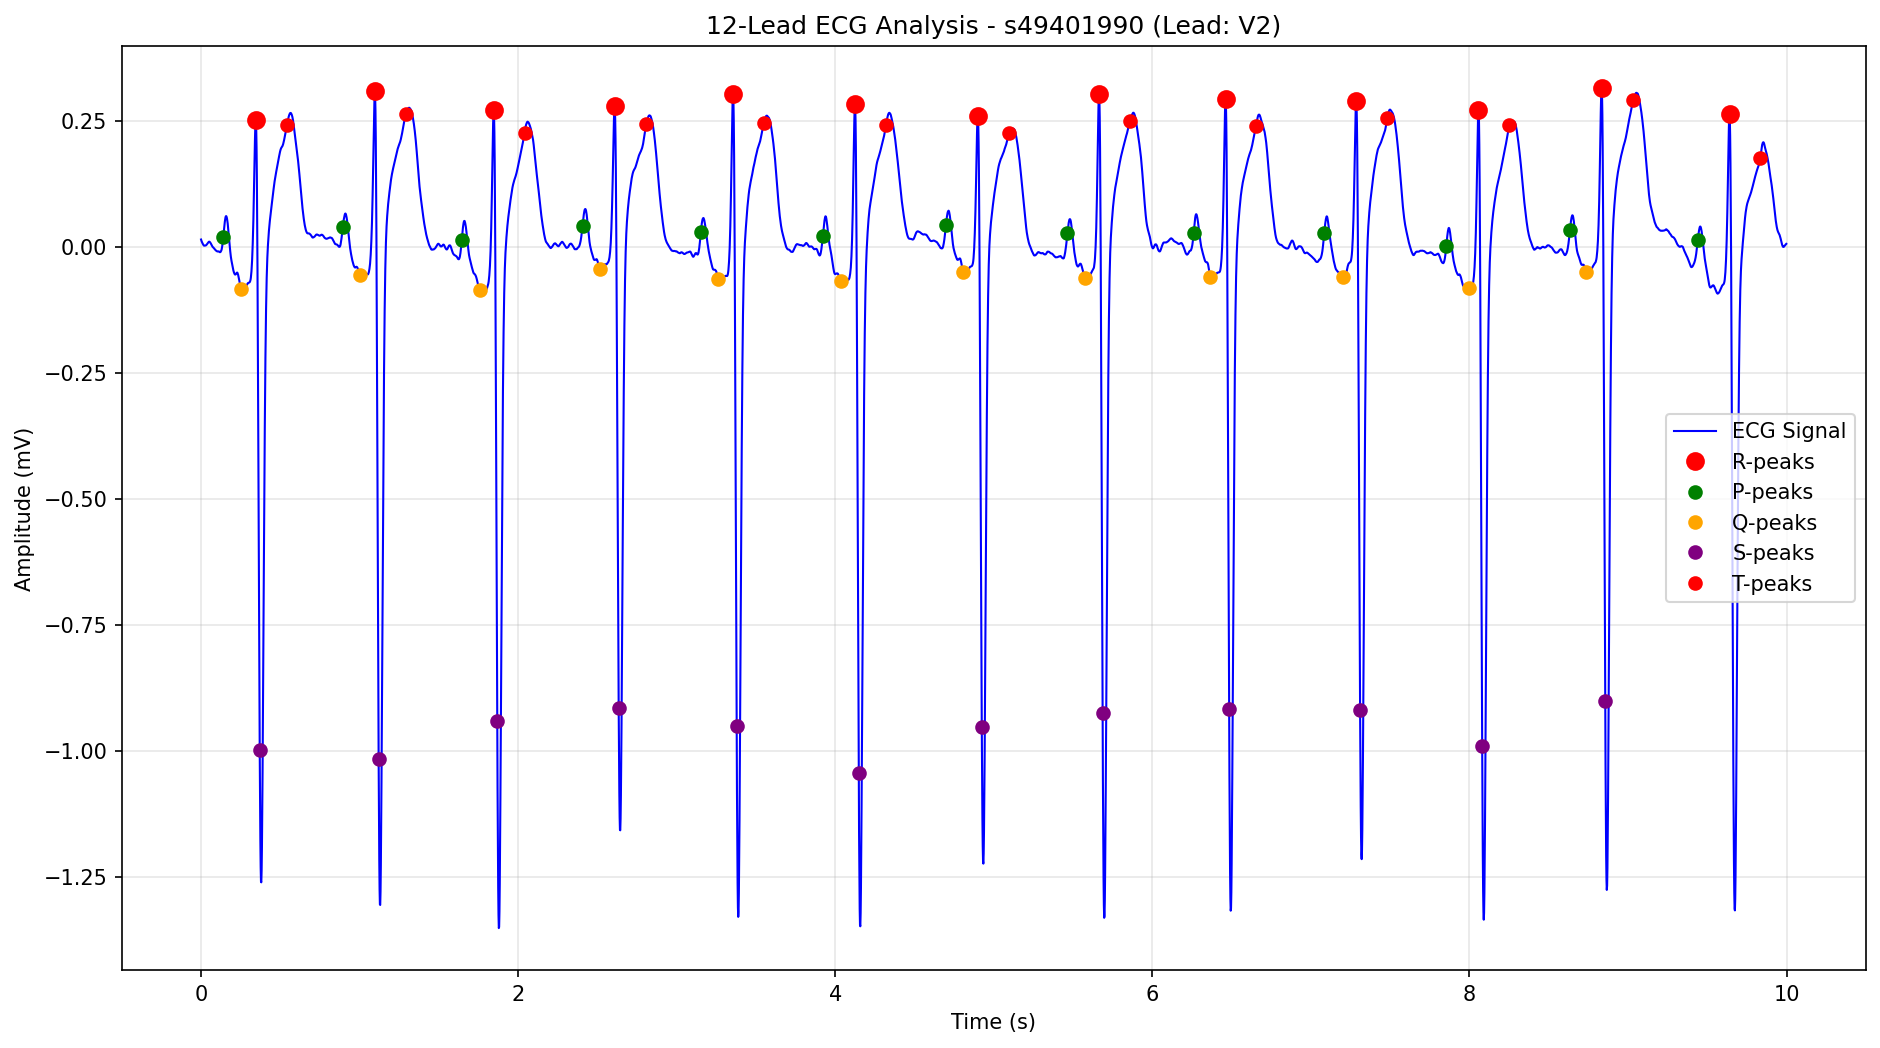 12-Lead ECG Analysis - s49401990 (Lead: V2)
Amplitude (mV)
0.25
0.00
−0.25
−0.50
−0.75
−1.00
−1.25
ECG Signal
R-peaks
P-peaks
Q-peaks
S-peaks
T-peaks
0 2 4 6 8 10
Time (s)